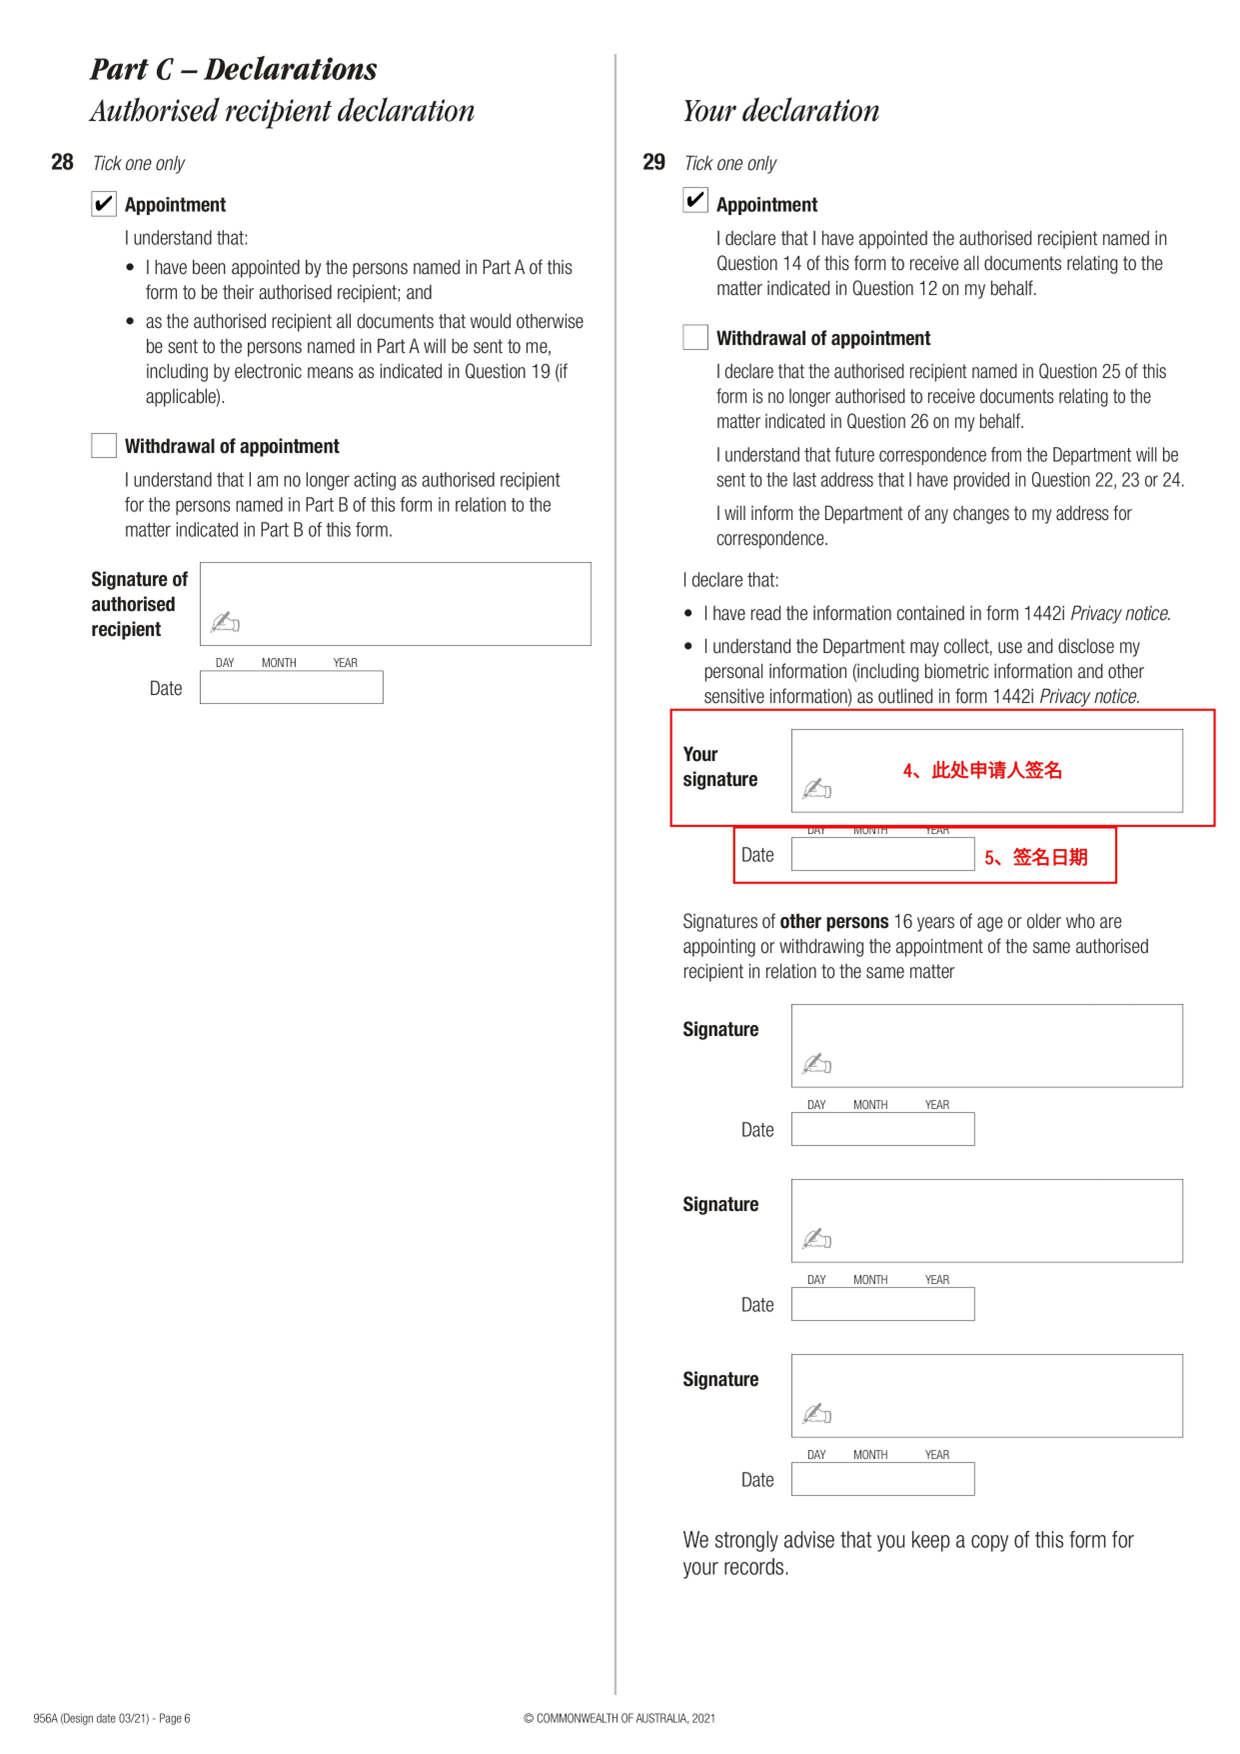 Part C – Declarations
Authorised recipient declaration
28 Tick one only
✔ Appointment
I understand that:
• I have been appointed by the persons named in Part A of this
form to be their authorised recipient; and
• as the authorised recipient all documents that would otherwise
be sent to the persons named in Part A will be sent to me,
including by electronic means as indicated in Question 19 (if
applicable).
Withdrawal of appointment
I understand that I am no longer acting as authorised recipient
for the persons named in Part B of this form in relation to the
matter indicated in Part B of this form.
Signature of
authorised
recipient
DAY MONTH YEAR
Date
Your declaration
29 Tick one only
✔ Appointment
I declare that I have appointed the authorised recipient named in
Question 14 of this form to receive all documents relating to the
matter indicated in Question 12 on my behalf.
Withdrawal of appointment
I declare that the authorised recipient named in Question 25 of this
form is no longer authorised to receive documents relating to the
matter indicated in Question 26 on my behalf.
I understand that future correspondence from the Department will be
sent to the last address that I have provided in Question 22, 23 or 24.
I will inform the Department of any changes to my address for
correspondence.
I declare that:
• I have read the information contained in form 1442i Privacy notice.
• I understand the Department may collect, use and disclose my
personal information (including biometric information and other
sensitive information) as outlined in form 1442i Privacy notice.
Your
signature
4、此处申请人签名
DAY MONTH YEAR
Date
5、签名日期
Signatures of other persons 16 years of age or older who are
appointing or withdrawing the appointment of the same authorised
recipient in relation to the same matter
Signature
DAY MONTH YEAR
Date
Signature
DAY MONTH YEAR
Date
Signature
DAY MONTH YEAR
Date
We strongly advise that you keep a copy of this form for
your records.
956A (Design date 03/21) - Page 6
© COMMONWEALTH OF AUSTRALIA, 2021